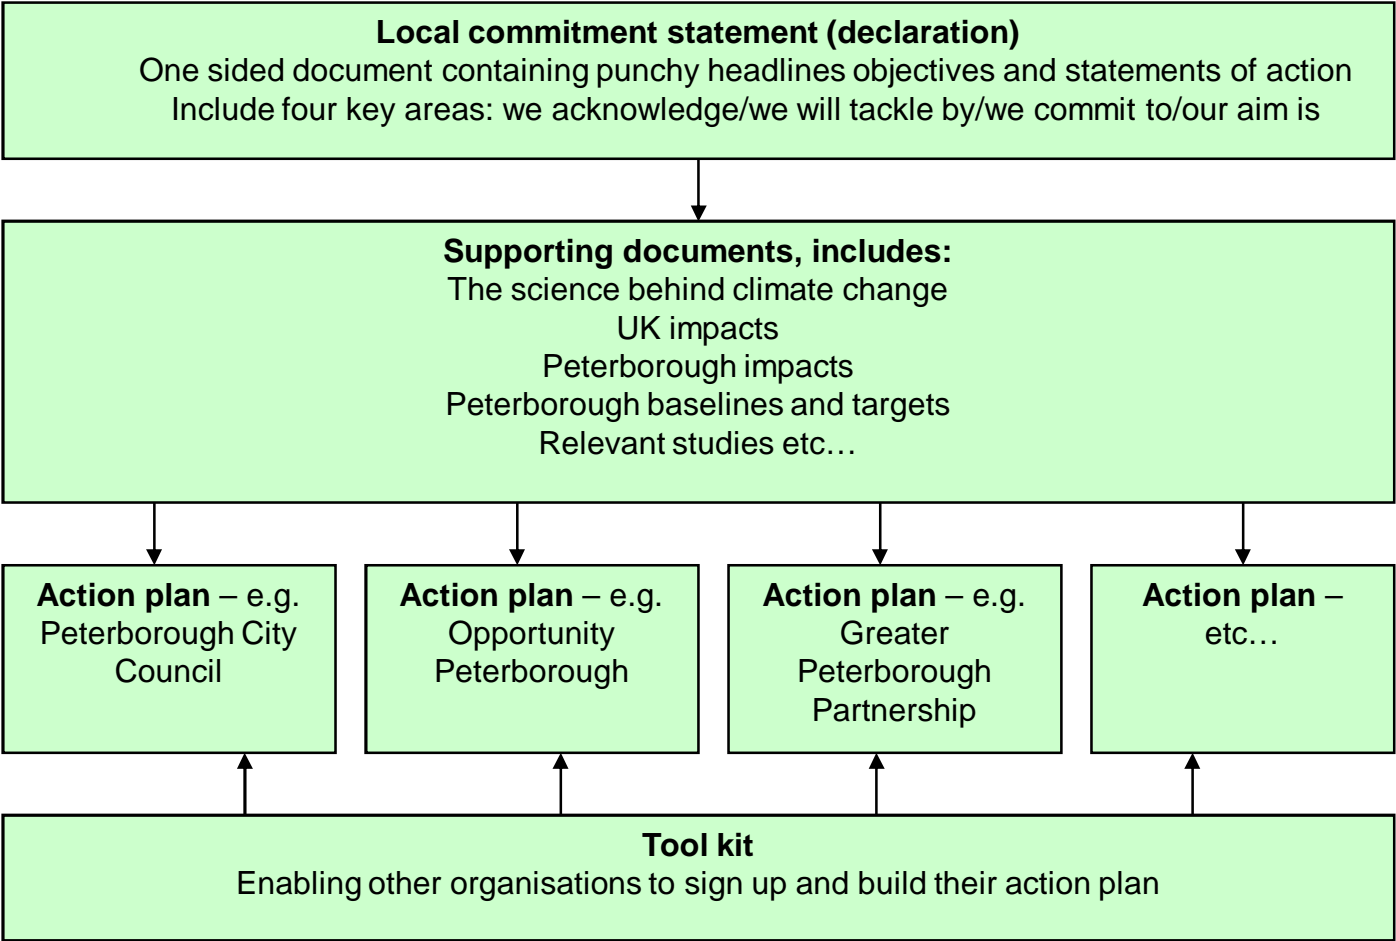 Local commitment statement (declaration)
One sided document containing punchy headlines objectives and statements of action
Include four key areas: we acknowledge/we will tackle by/we commit to/our aim is
Supporting documents, includes:
The science behind climate change
UK impacts
Peterborough impacts
Peterborough baselines and targets
Relevant studies etc…
Action plan – e.g.
Peterborough City
Council
Action plan – e.g.
Opportunity
Peterborough
Action plan – e.g.
Greater
Peterborough
Partnership
Action plan –
etc…
Tool kit
Enabling other organisations to sign up and build their action plan